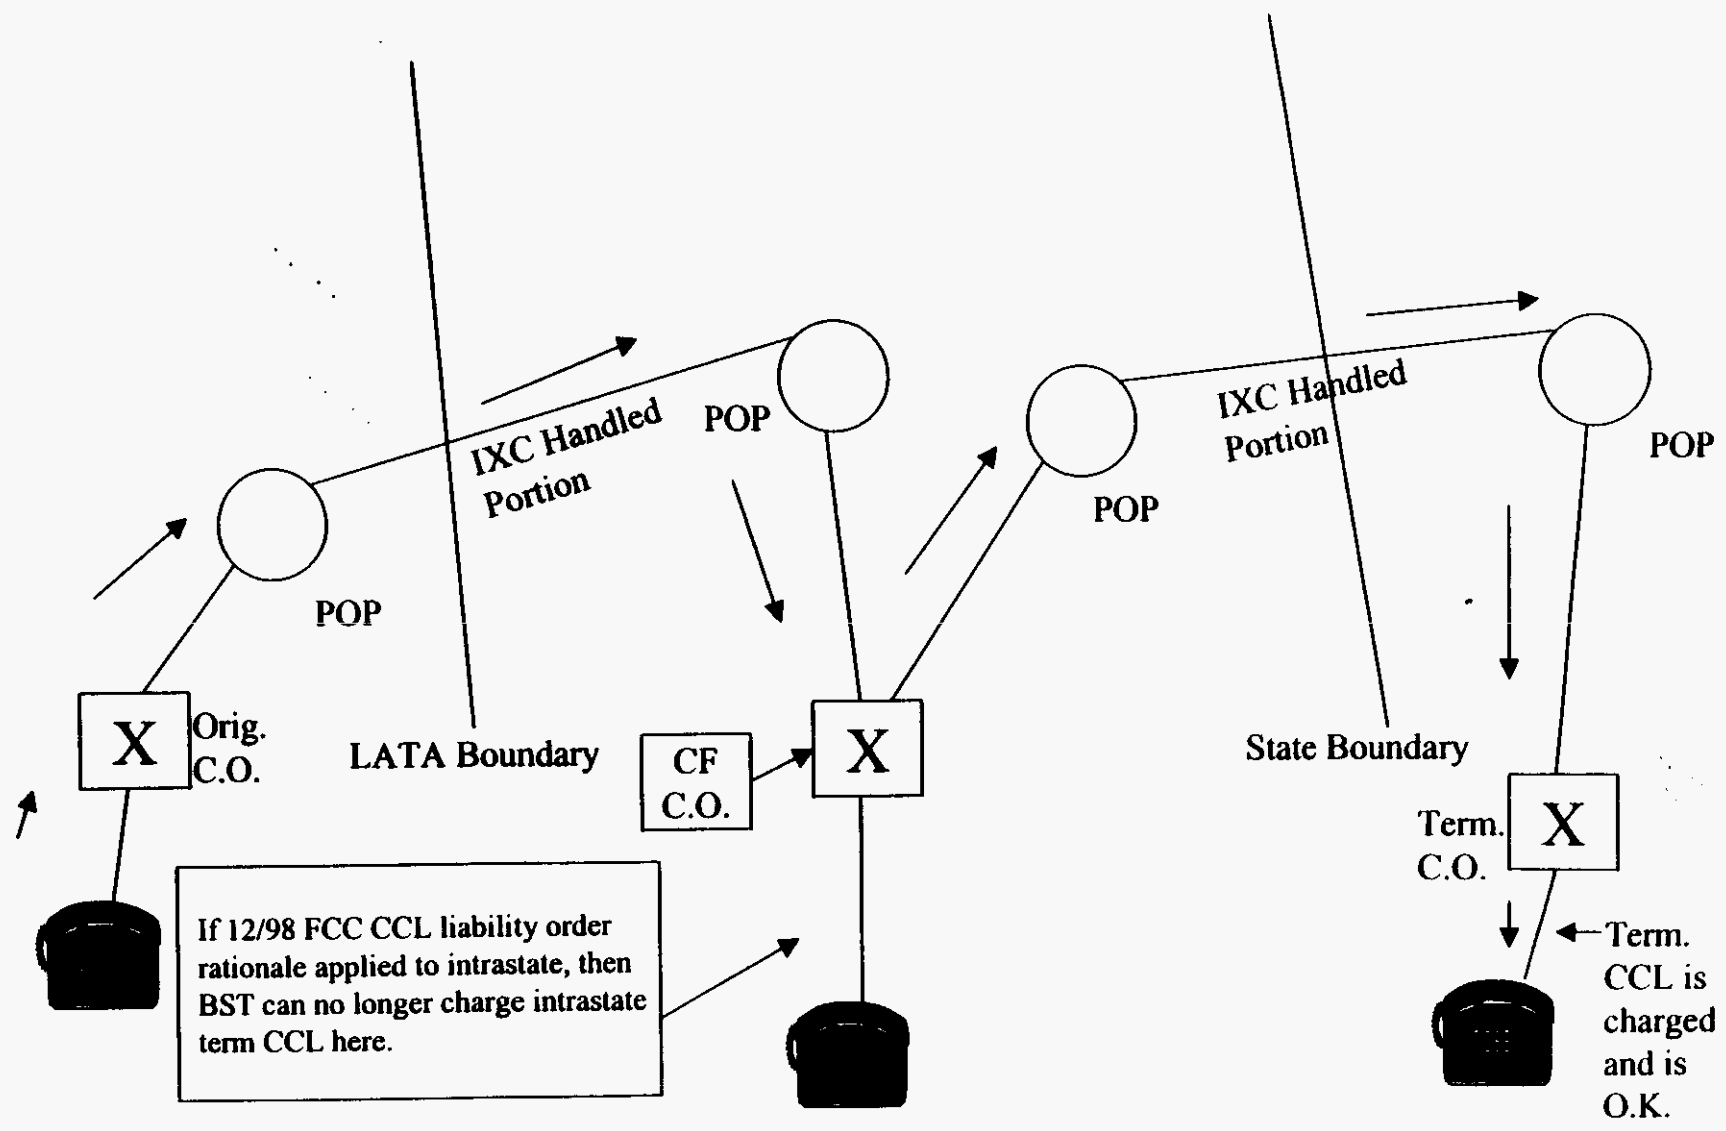 IXC Handled
Portion
POP
POP
IXC Handled
Portion
POP
POP
X
Orig.
C.O.
LATA Boundary
CF
C.O.
X
State Boundary
Term.
C.O.
X
If 12/98 FCC CCL liability order
rationale applied to intrastate, then
BST can no longer charge intrastate
term CCL here.
Term.
CCL is
charged
and is
O.K.